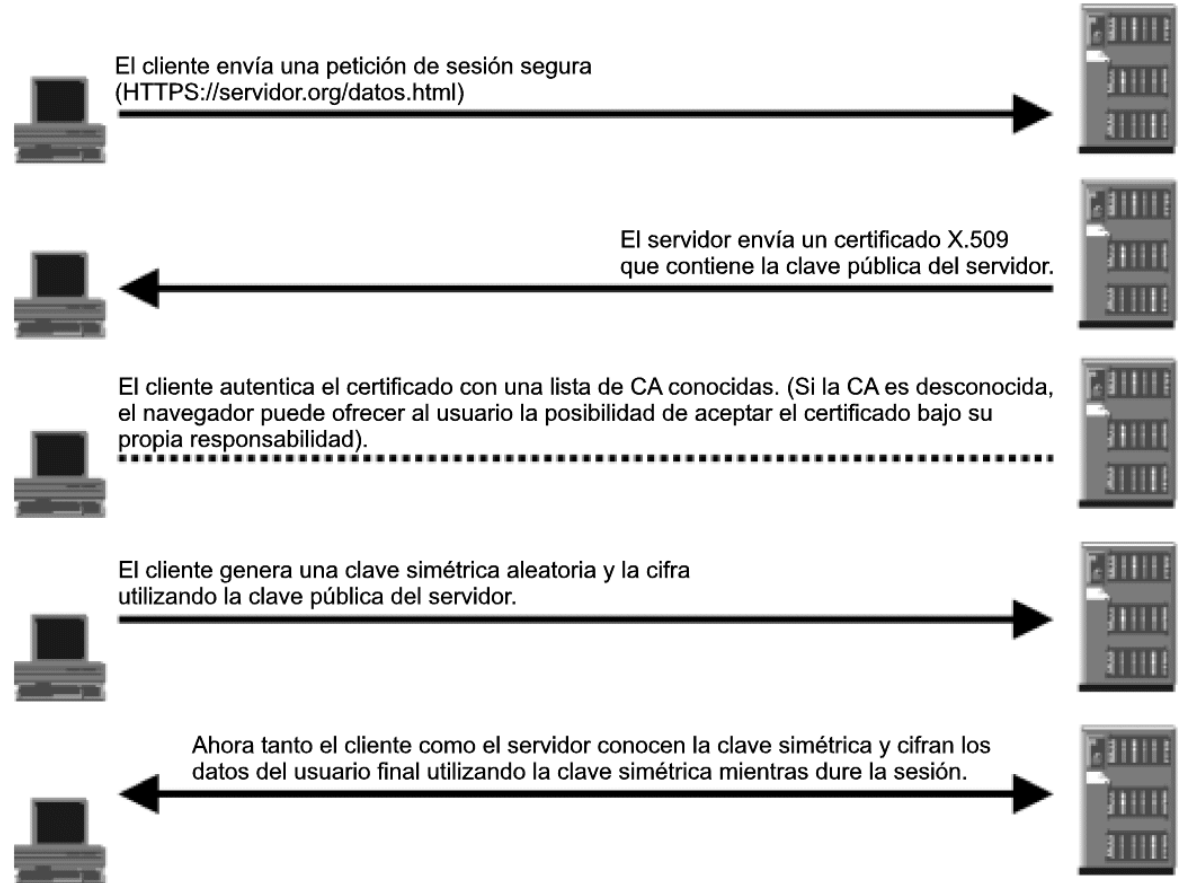 El cliente envía una petición de sesión segura
(HTTPS://servidor.org/datos.html)
El servidor envía un certificado X.509
que contiene la clave pública del servidor.
El cliente autentica el certificado con una lista de CA conocidas. (Si la CA es desconocida,
el navegador puede ofrecer al usuario la posibilidad de aceptar el certificado bajo su
propia responsabilidad).
El cliente genera una clave simétrica aleatoria y la cifra
utilizando la clave pública del servidor.
Ahora tanto el cliente como el servidor conocen la clave simétrica y cifran los
datos del usuario final utilizando la clave simétrica mientras dure la sesión.